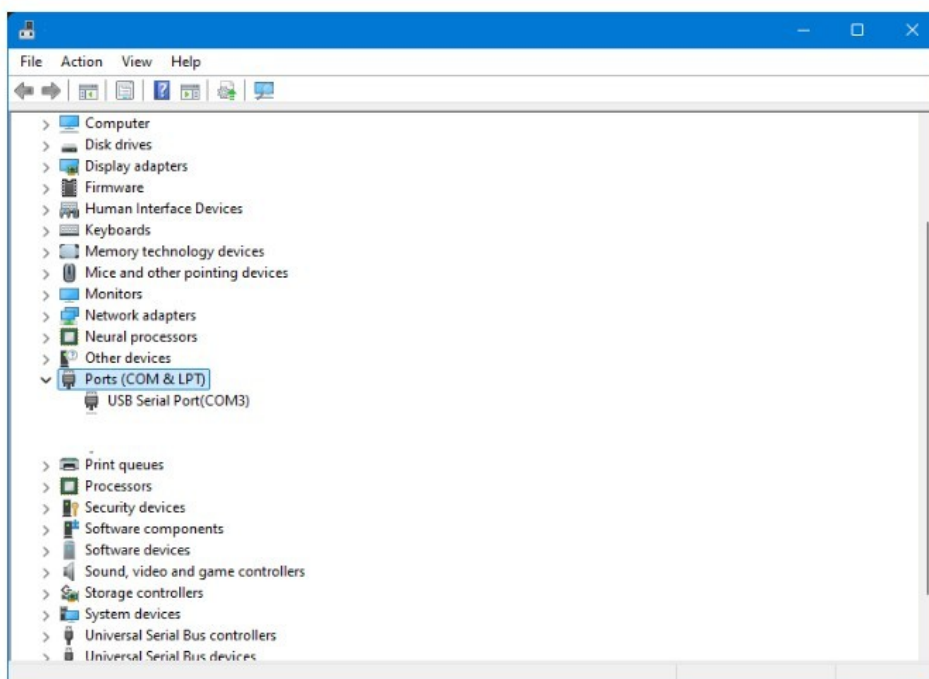 File Action View Help
Computer
Disk drives
Display adapters
Firmware
Human Interface Devices
Keyboards
Memory technology devices
Mice and other pointing devices
Monitors
Network adapters
Neural processors
Other devices
Ports (COM & LPT)
USB Serial Port(COM3)
Print queues
Processors
Security devices
Software components
Software devices
Sound, video and game controllers
Storage controllers
System devices
Universal Serial Bus controllers
Universal Serial Bus devices